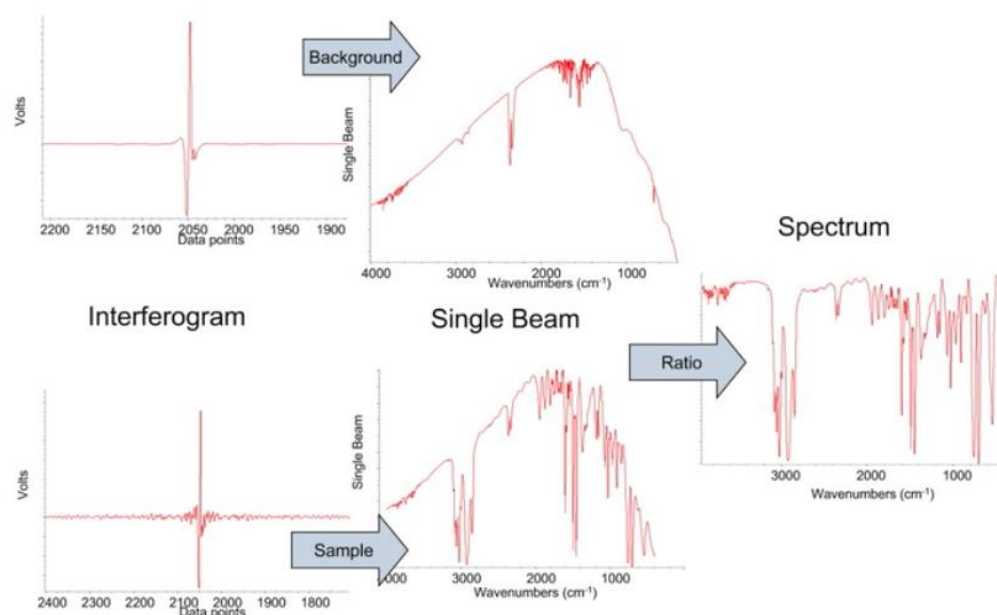 Volts
2200 2150 2100 2050 2000 1950 1900
Data points
Background
Single Beam
4000 3000 2000 1000
Wavenumbers (cm⁻¹)
Spectrum
3000 2000 1000
Wavenumbers (cm⁻¹)
Interferogram
Single Beam
Ratio
Volts
2400 2300 2200 2100 2000 1900 1800
Data points
Sample
Single Beam
3000 2000 1000
Wavenumbers (cm⁻¹)